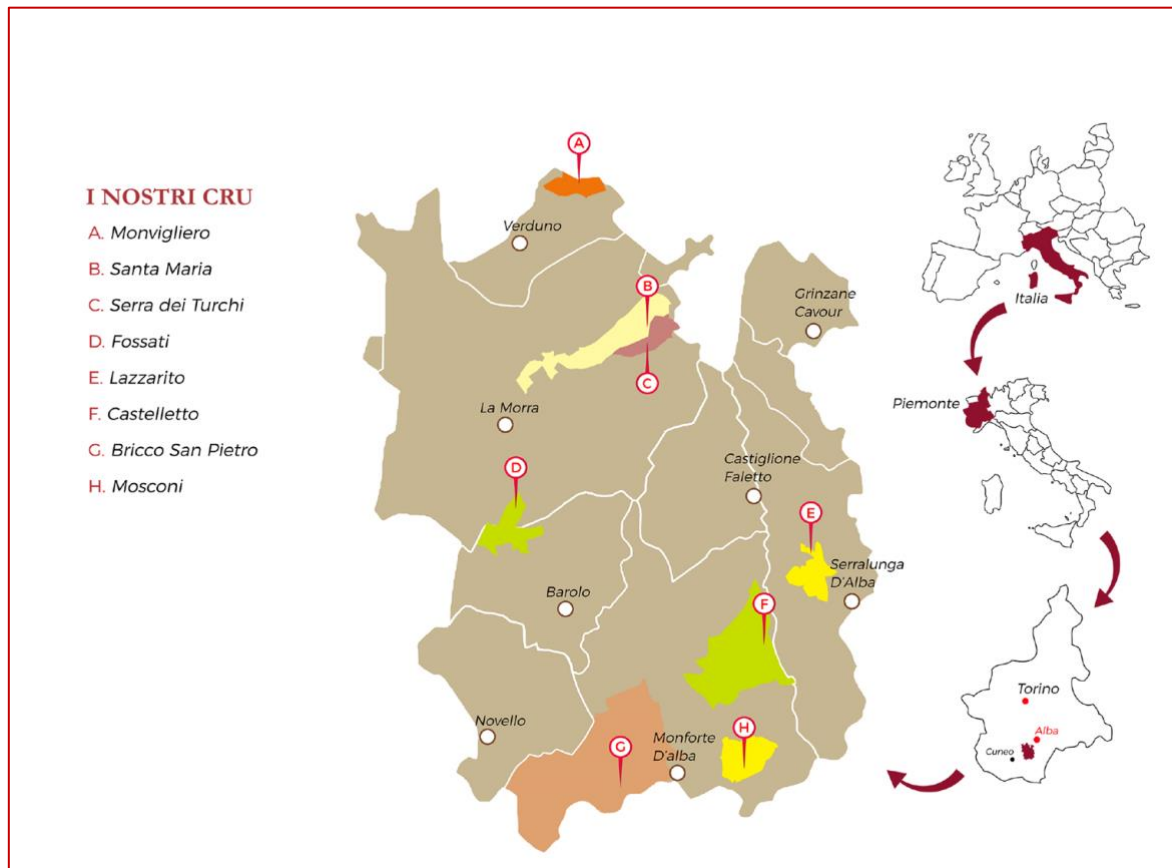 I NOSTRI CRU
A. Monvigliero
B. Santa Maria
C. Serra dei Turchi
D. Fossati
E. Lazzarito
F. Castelletto
G. Bricco San Pietro
H. Mosconi
A
Verduno
B
Grinzane
Cavour
C
La Morra
Castiglione
Faletto
D
E
Serralunga
D'Alba
Barolo
F
Novello
H
Monforte
D'alba
G
Italia
Piemonte
Torino
Alba
Cuneo